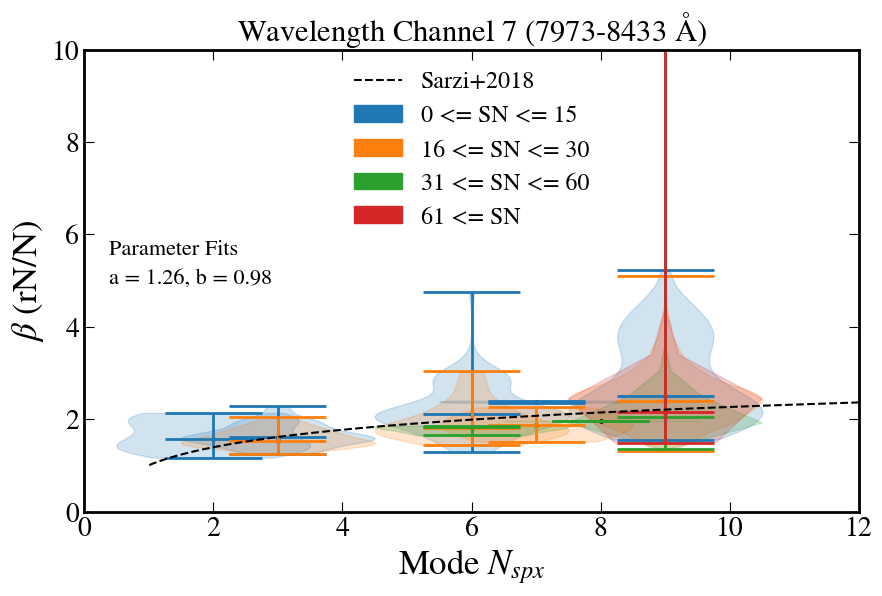 Wavelength Channel 7 (7973-8433 Å)
10
8
6
4
2
0
β (rN/N)
Sarzi+2018
0 <= SN <= 15
16 <= SN <= 30
31 <= SN <= 60
61 <= SN
Parameter Fits
a = 1.26, b = 0.98
0 2 4 6 8 10 12
Mode N_{spx}